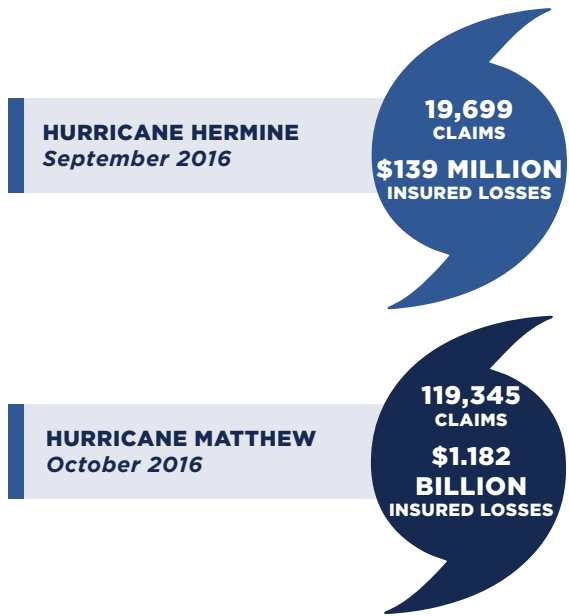 HURRICANE HERMINE
September 2016
19,699
CLAIMS
$139 MILLION
INSURED LOSSES
HURRICANE MATTHEW
October 2016
119,345
CLAIMS
$1.182
BILLION
INSURED LOSSES